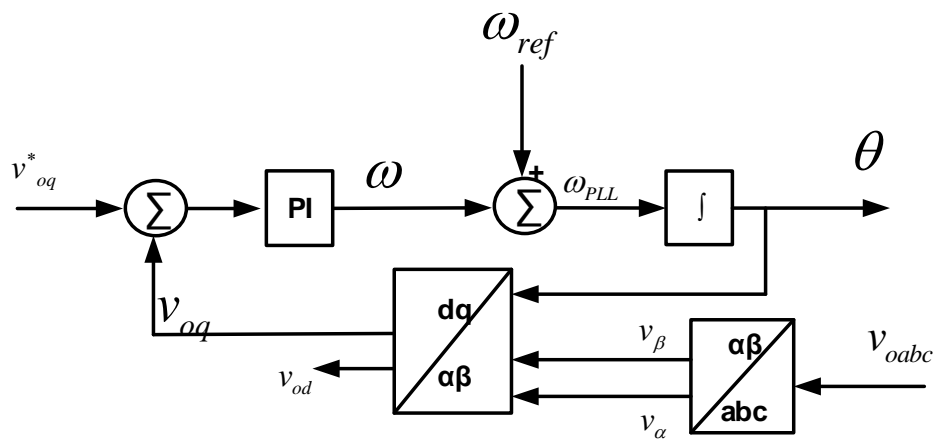 ω_ref
v*_oq
Σ
PI
ω
+
Σ
ω_PLL
∫
θ
v_oq
v_od
dq
αβ
v_β
v_α
αβ
abc
v_oabc